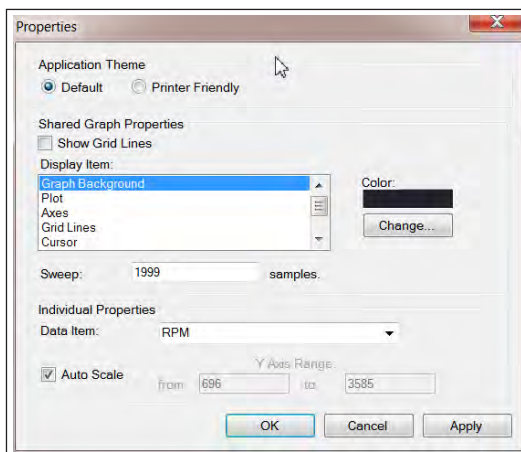 Properties
Application Theme
Default Printer Friendly
Shared Graph Properties
Show Grid Lines
Display Item:
Graph Background
Plot
Axes
Grid Lines
Cursor
Color:
Change...
Sweep: 1999 samples.
Individual Properties
Data Item: RPM
Auto Scale
Y Axis Range
from 696 to 3585
OK Cancel Apply